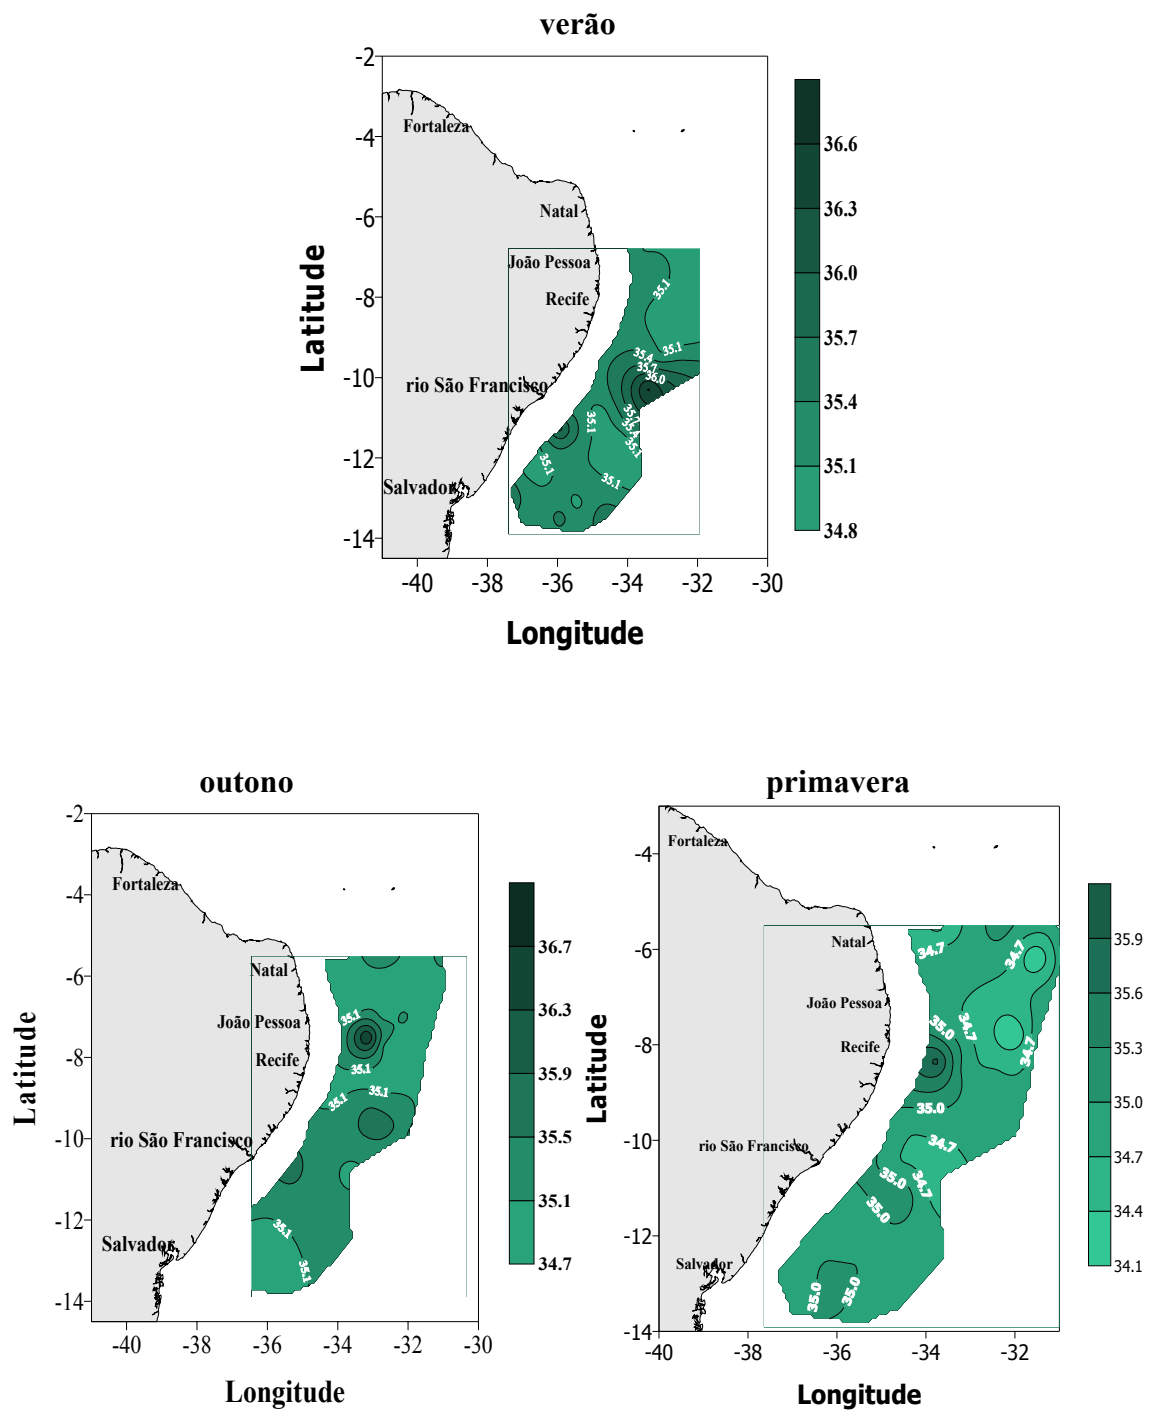 verão
-2
-4
-6
-8
-10
-12
-14
Latitude
Fortaleza
Natal
João Pessoa
Recife
rio São Francisco
Salvador
35.1
35.1
35.4
35.7
36.0
35.7
35.4
35.1
35.1
35.1
35.1
36.6
36.3
36.0
35.7
35.4
35.1
34.8
-40 -38 -36 -34 -32 -30
Longitude
outono
-2
-4
-6
-8
-10
-12
-14
Latitude
Fortaleza
Natal
João Pessoa
Recife
rio São Francisco
Salvador
35.1
35.1
35.1
35.1
35.1
35.1
36.7
36.3
35.9
35.5
35.1
34.7
-40 -38 -36 -34 -32 -30
Longitude
primavera
-4
-6
-8
-10
-12
-14
Latitude
Fortaleza
Natal
João Pessoa
Recife
rio São Francisco
Salvador
34.7
34.7
34.7
34.7
35.0
35.0
34.7
34.7
35.0
35.0
35.0
35.0
35.9
35.6
35.3
35.0
34.7
34.4
34.1
-40 -38 -36 -34 -32
Longitude